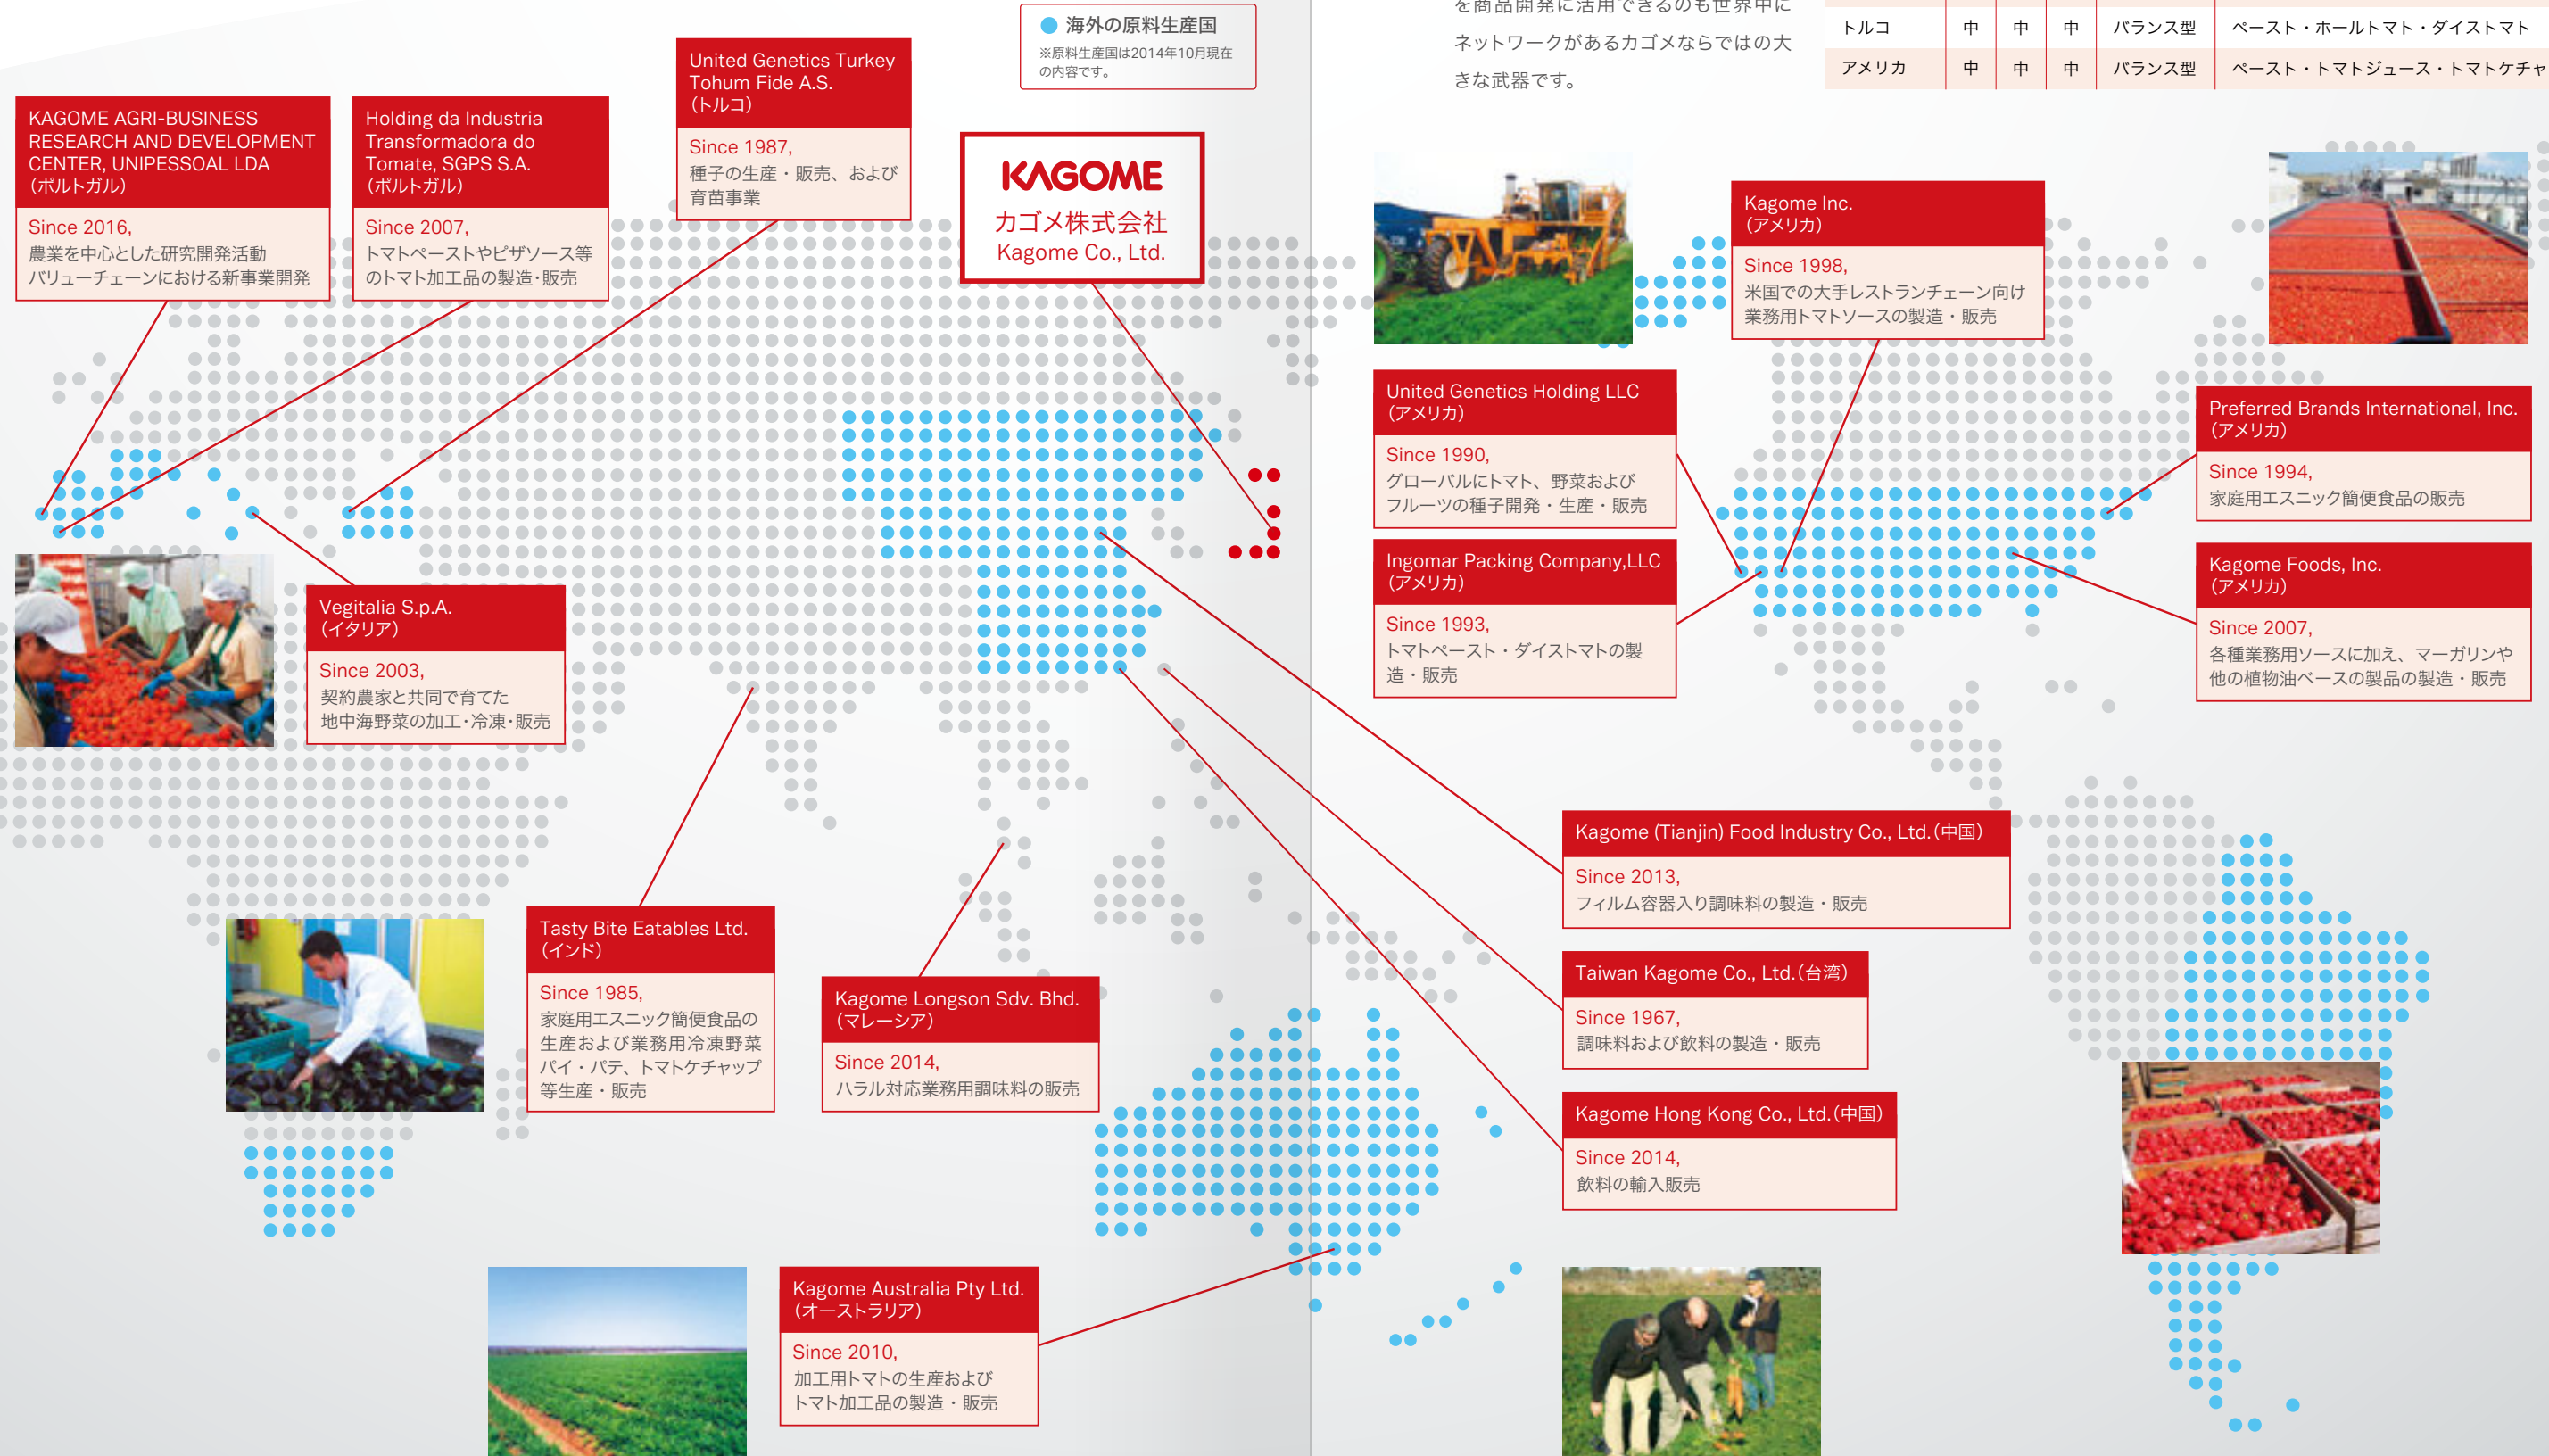 海外の原料生産国
※原料生産国は2014年10月現在
の内容です。
を商品開発に活用できるのも世界中に
ネットワークがあるカゴメならではの大
きな武器です。
トルコ 中 中 中 バランス型 ペースト・ホールトマト・ダイストマト
アメリカ 中 中 中 バランス型 ペースト・トマトジュース・トマトケチャ
KAGOME AGRI-BUSINESS
RESEARCH AND DEVELOPMENT
CENTER, UNIPESSOAL LDA
（ポルトガル）
Since 2016,
農業を中心とした研究開発活動
バリューチェーンにおける新事業開発
Holding da Industria
Transformadora do
Tomate, SGPS S.A.
（ポルトガル）
Since 2007,
トマトペーストやピザソース等
のトマト加工品の製造・販売
United Genetics Turkey
Tohum Fide A.S.
（トルコ）
Since 1987,
種子の生産・販売、および
育苗事業
KAGOME
カゴメ株式会社
Kagome Co., Ltd.
Kagome Inc.
（アメリカ）
Since 1998,
米国での大手レストランチェーン向け
業務用トマトソースの製造・販売
United Genetics Holding LLC
（アメリカ）
Since 1990,
グローバルにトマト、野菜および
フルーツの種子開発・生産・販売
Preferred Brands International, Inc.
（アメリカ）
Since 1994,
家庭用エスニック簡便食品の販売
Ingomar Packing Company,LLC
（アメリカ）
Since 1993,
トマトペースト・ダイストマトの製
造・販売
Kagome Foods, Inc.
（アメリカ）
Since 2007,
各種業務用ソースに加え、マーガリンや
他の植物油ベースの製品の製造・販売
Vegitalia S.p.A.
（イタリア）
Since 2003,
契約農家と共同で育てた
地中海野菜の加工・冷凍・販売
Kagome (Tianjin) Food Industry Co., Ltd.（中国）
Since 2013,
フィルム容器入り調味料の製造・販売
Tasty Bite Eatables Ltd.
（インド）
Since 1985,
家庭用エスニック簡便食品の
生産および業務用冷凍野菜
パイ・パテ、トマトケチャップ
等生産・販売
Kagome Longson Sdv. Bhd.
（マレーシア）
Since 2014,
ハラル対応業務用調味料の販売
Taiwan Kagome Co., Ltd.（台湾）
Since 1967,
調味料および飲料の製造・販売
Kagome Hong Kong Co., Ltd.（中国）
Since 2014,
飲料の輸入販売
Kagome Australia Pty Ltd.
（オーストラリア）
Since 2010,
加工用トマトの生産および
トマト加工品の製造・販売